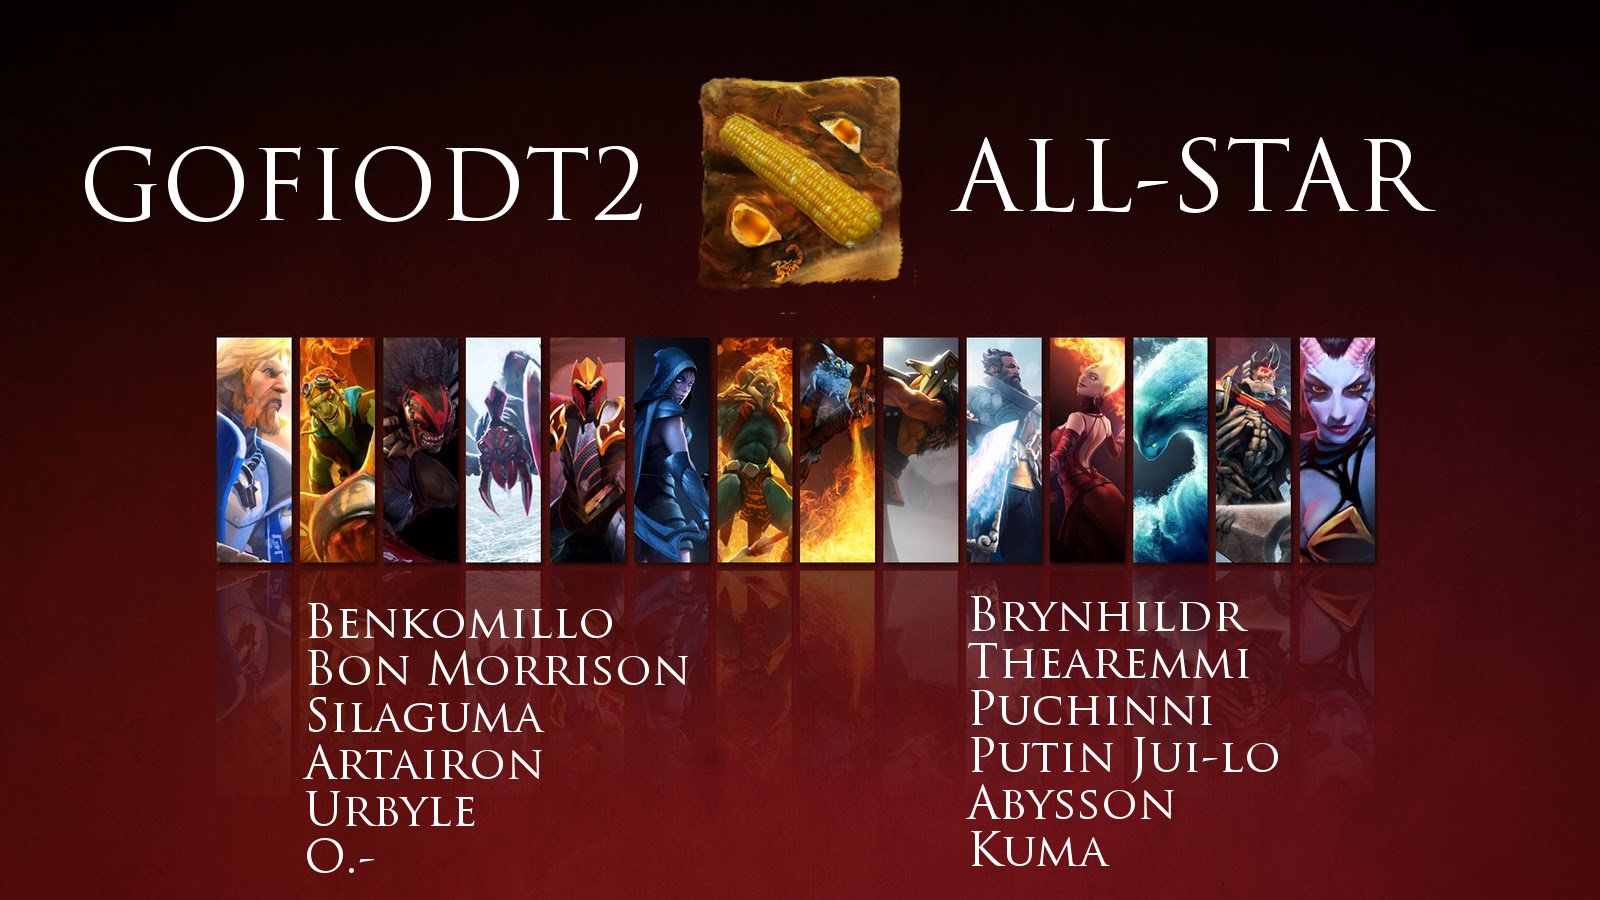 GOFIODT2
ALL-STAR
Benkomillo
Bon Morrison
Silaguma
Artairon
Urbyle
O.-
Brynhildr
Thearemmi
Puchinni
Putin Jui-lo
Abysson
Kuma